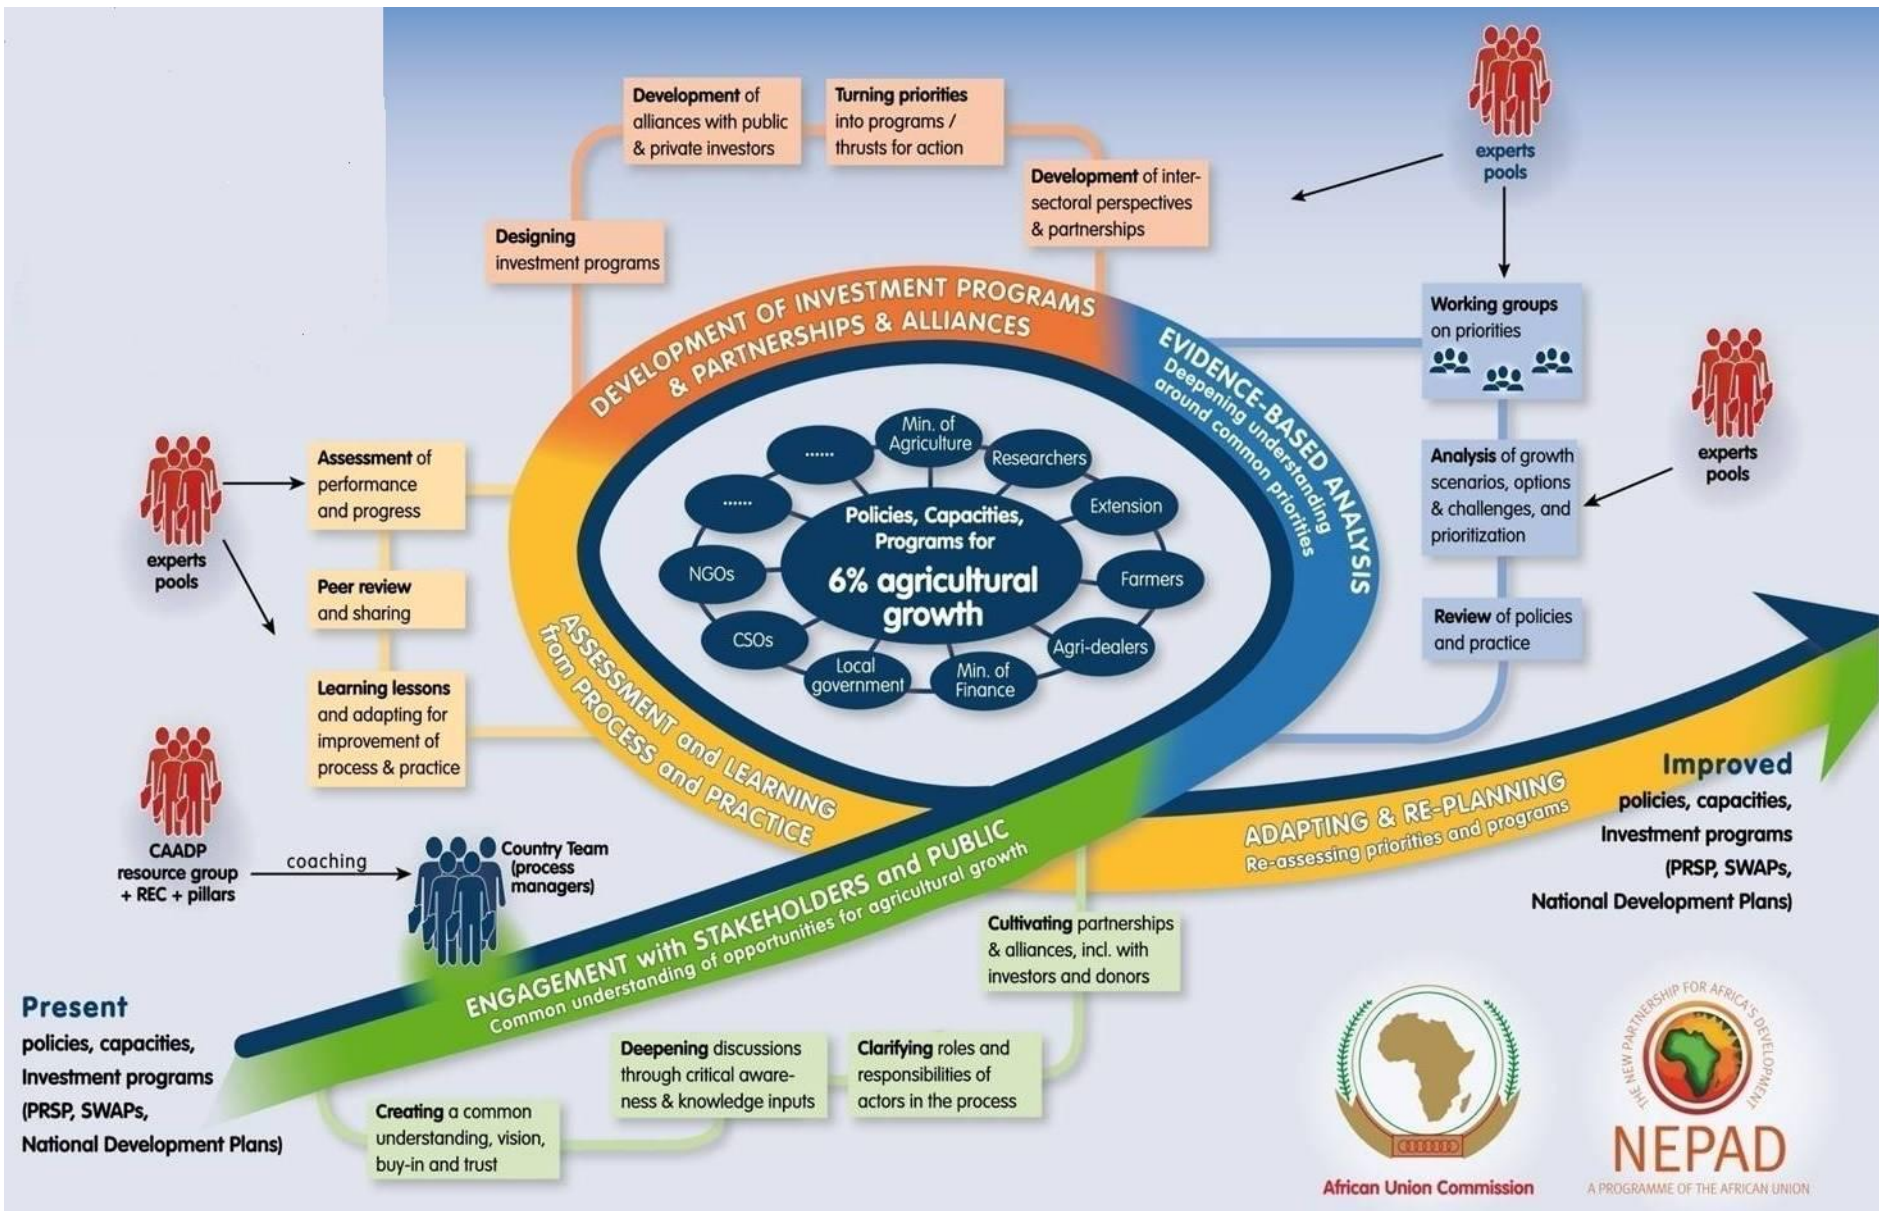 Development of
alliances with public
& private investors
Turning priorities
into programs /
thrusts for action
Development of inter-
sectoral perspectives
& partnerships
Designing
investment programs
experts
pools
DEVELOPMENT OF INVESTMENT PROGRAMS
& PARTNERSHIPS & ALLIANCES
EVIDENCE-BASED ANALYSIS
Deepening understanding
around common priorities
Working groups
on priorities
experts
pools
Analysis of growth
scenarios, options
& challenges, and
prioritization
Review of policies
and practice
Assessment of
performance
and progress
experts
pools
Peer review
and sharing
Learning lessons
and adapting for
improvement of
process & practice
ASSESSMENT and LEARNING
from PROCESS and PRACTICE
......
Min. of
Agriculture
Researchers
......
Extension
Policies, Capacities,
Programs for
6% agricultural
growth
NGOs
Farmers
CSOs
Agri-dealers
Local
government
Min. of
Finance
CAADP
resource group
+ REC + pillars
coaching
Country Team
(process
managers)
ADAPTING & RE-PLANNING
Re-assessing priorities and programs
Improved
policies, capacities,
Investment programs
(PRSP, SWAPs,
National Development Plans)
ENGAGEMENT with STAKEHOLDERS and PUBLIC
Common understanding of opportunities for agricultural growth
Present
policies, capacities,
Investment programs
(PRSP, SWAPs,
National Development Plans)
Cultivating partnerships
& alliances, incl. with
investors and donors
Deepening discussions
through critical aware-
ness & knowledge inputs
Clarifying roles and
responsibilities of
actors in the process
Creating a common
understanding, vision,
buy-in and trust
African Union Commission
THE NEW PARTNERSHIP FOR AFRICA'S DEVELOPMENT
NEPAD
A PROGRAMME OF THE AFRICAN UNION